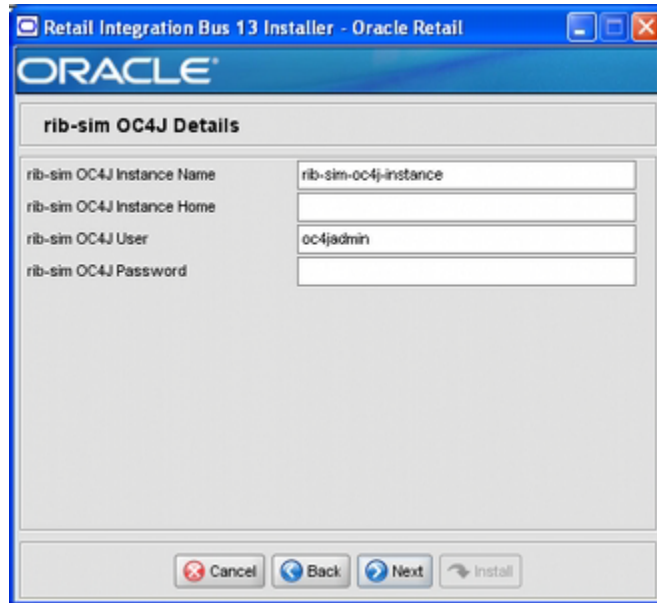 Retail Integration Bus 13 Installer - Oracle Retail
ORACLE
rib-sim OC4J Details
rib-sim OC4J Instance Name rib-sim-oc4j-instance
rib-sim OC4J Instance Home
rib-sim OC4J User oc4jadmin
rib-sim OC4J Password
Cancel Back Next Install